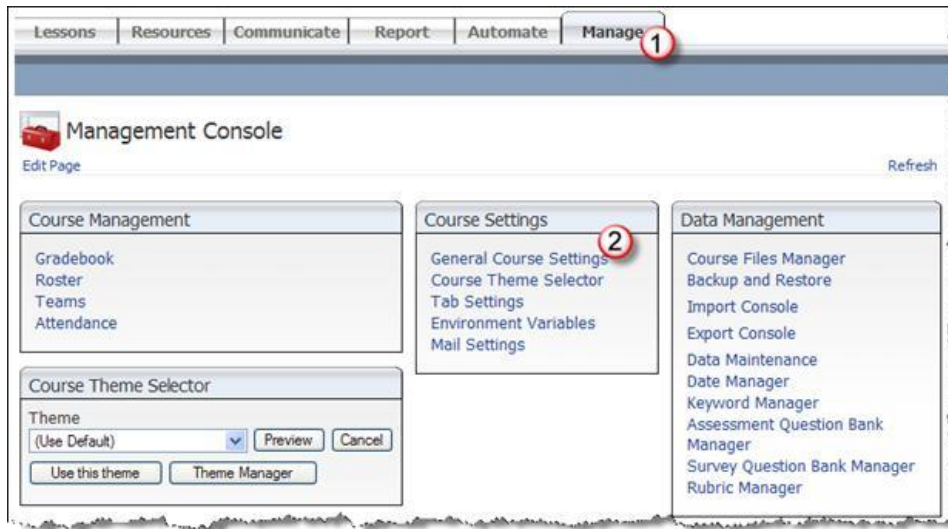 Lessons Resources Communicate Report Automate Manage
1
Management Console
Edit Page Refresh
Course Management
Gradebook
Roster
Teams
Attendance
Course Theme Selector
Theme
(Use Default) Preview Cancel
Use this theme Theme Manager
Course Settings
2
General Course Settings
Course Theme Selector
Tab Settings
Environment Variables
Mail Settings
Data Management
Course Files Manager
Backup and Restore
Import Console
Export Console
Data Maintenance
Date Manager
Keyword Manager
Assessment Question Bank
Manager
Survey Question Bank Manager
Rubric Manager